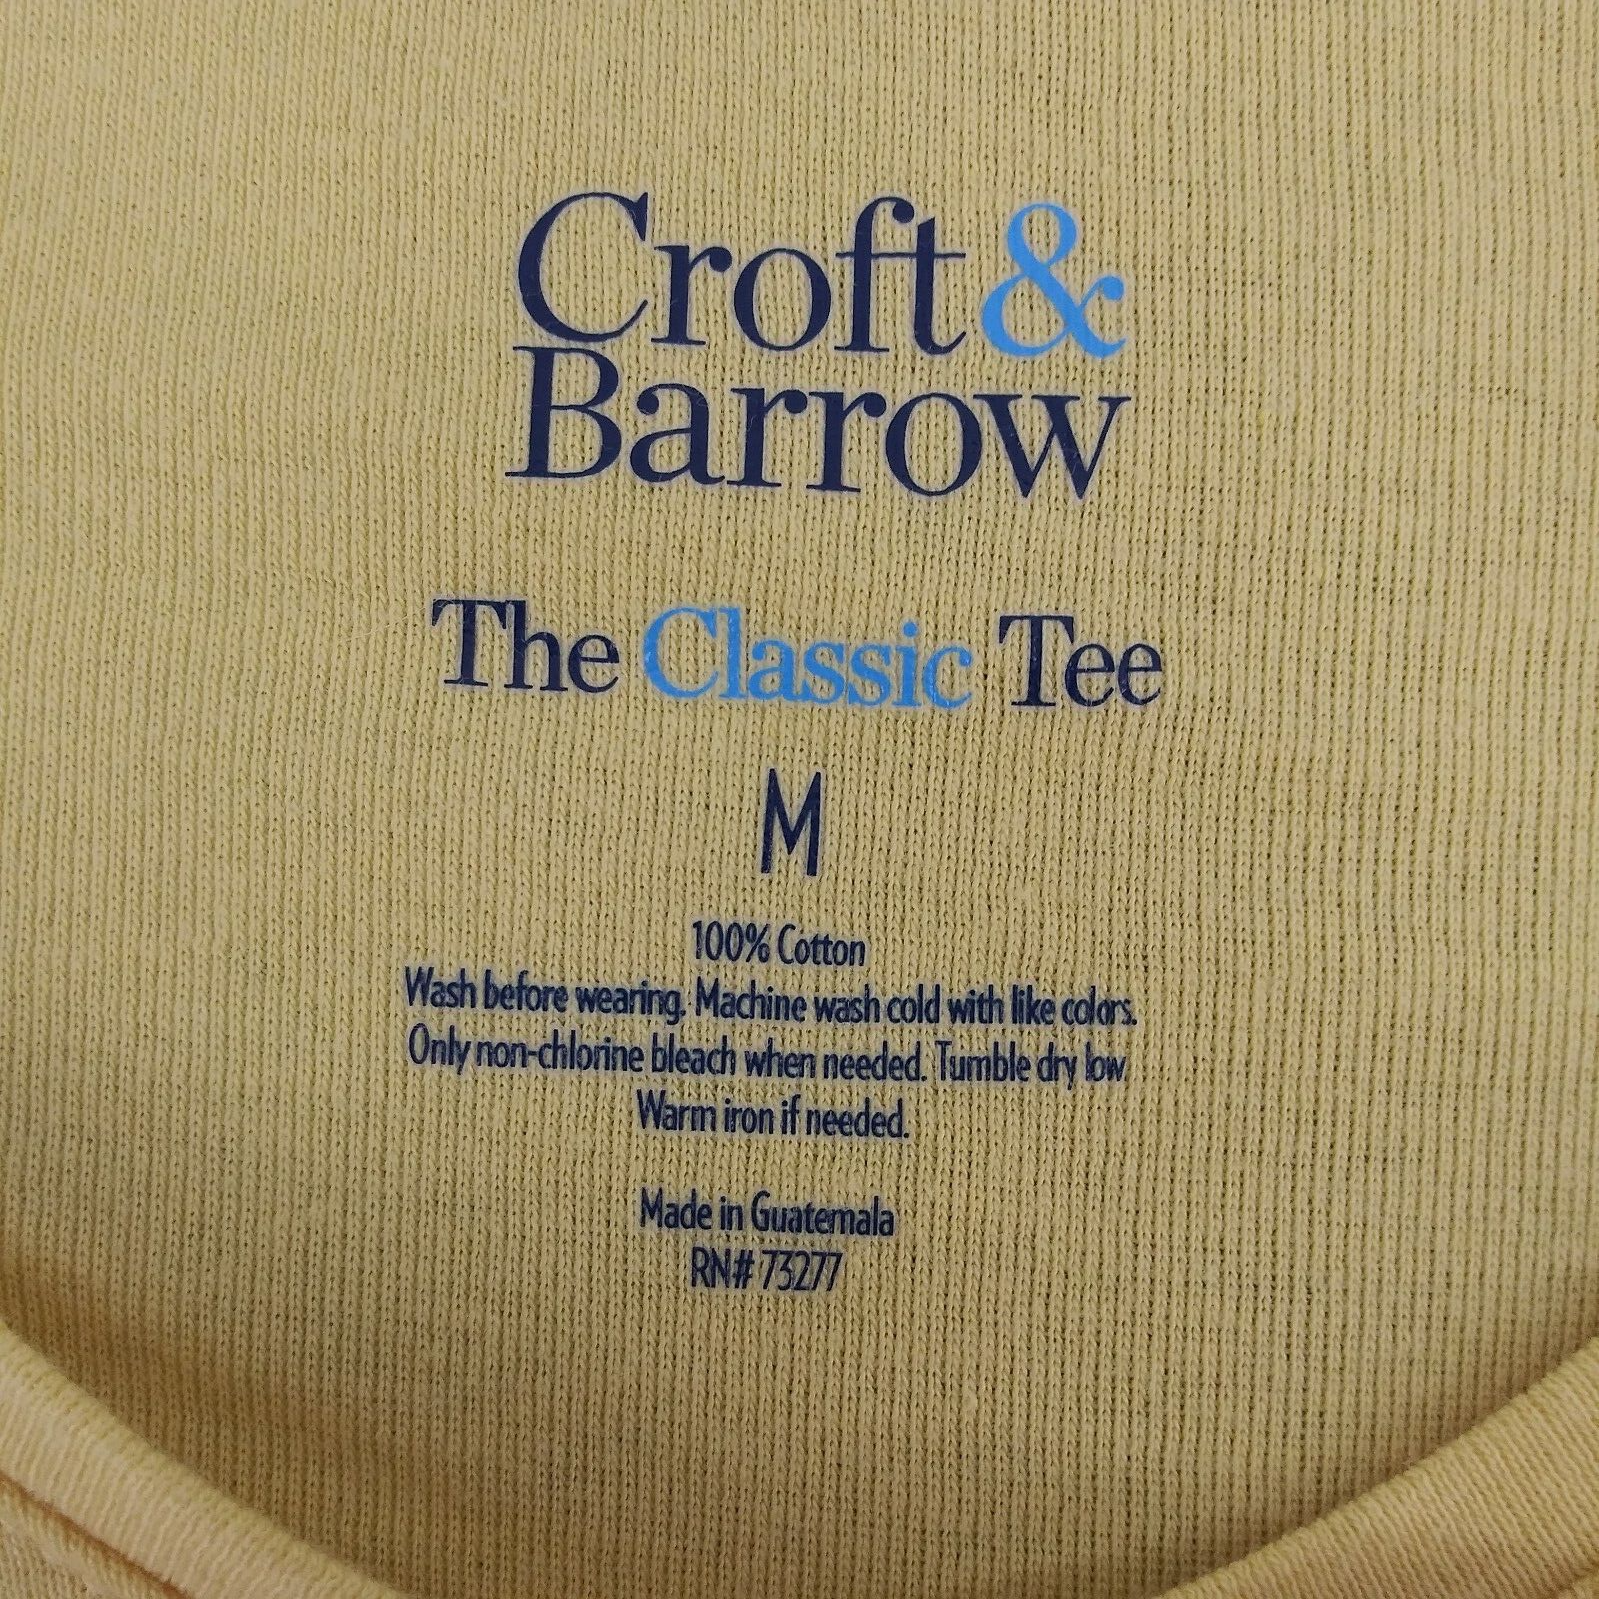 Croft &
Barrow
The Classic Tee
M
100% Cotton
Wash before wearing. Machine wash cold with like colors.
Only non-chlorine bleach when needed. Tumble dry low
Warm iron if needed.
Made in Guatemala
RN# 73277